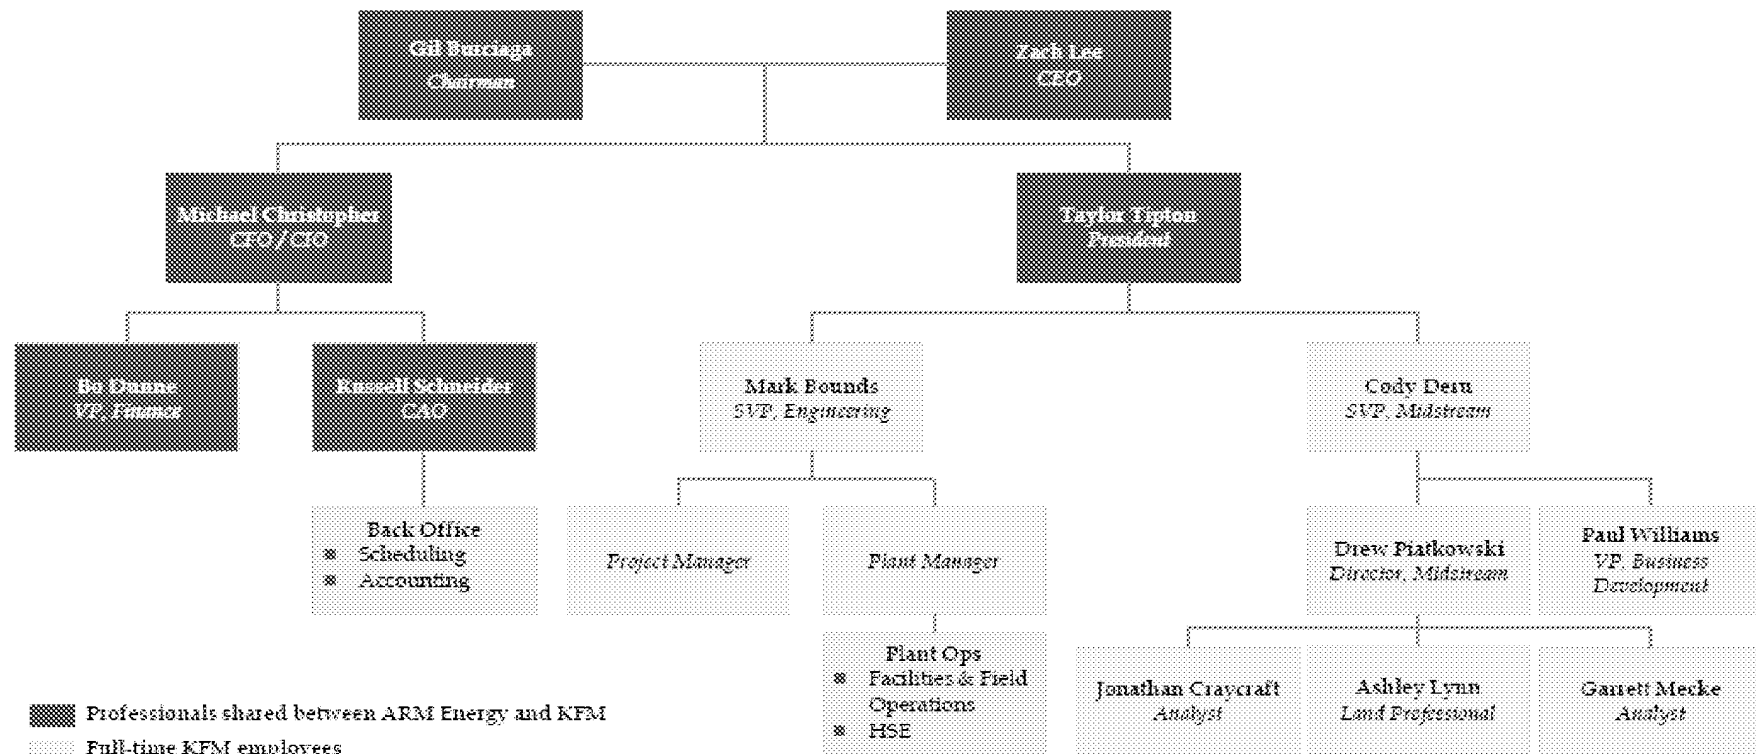 Gil Burciaga
Chairman
Zach Lee
CEO
Michael Christopher
CFO/CIO
Taylor Tipton
President
Bo Dunne
VP, Finance
Russell Schneider
CAO
Mark Bounds
SVP, Engineering
Cody Dern
SVP, Midstream
Back Office
Scheduling
Accounting
Project Manager
Plant Manager
Drew Piatkowski
Director, Midstream
Paul Williams
VP, Business
Development
Plant Ops
Facilities & Field
Operations
HSE
Jonathan Craycraft
Analyst
Ashley Lynn
Land Professional
Garrett Mecke
Analyst
Professionals shared between ARM Energy and KFM
Full-time KFM employees